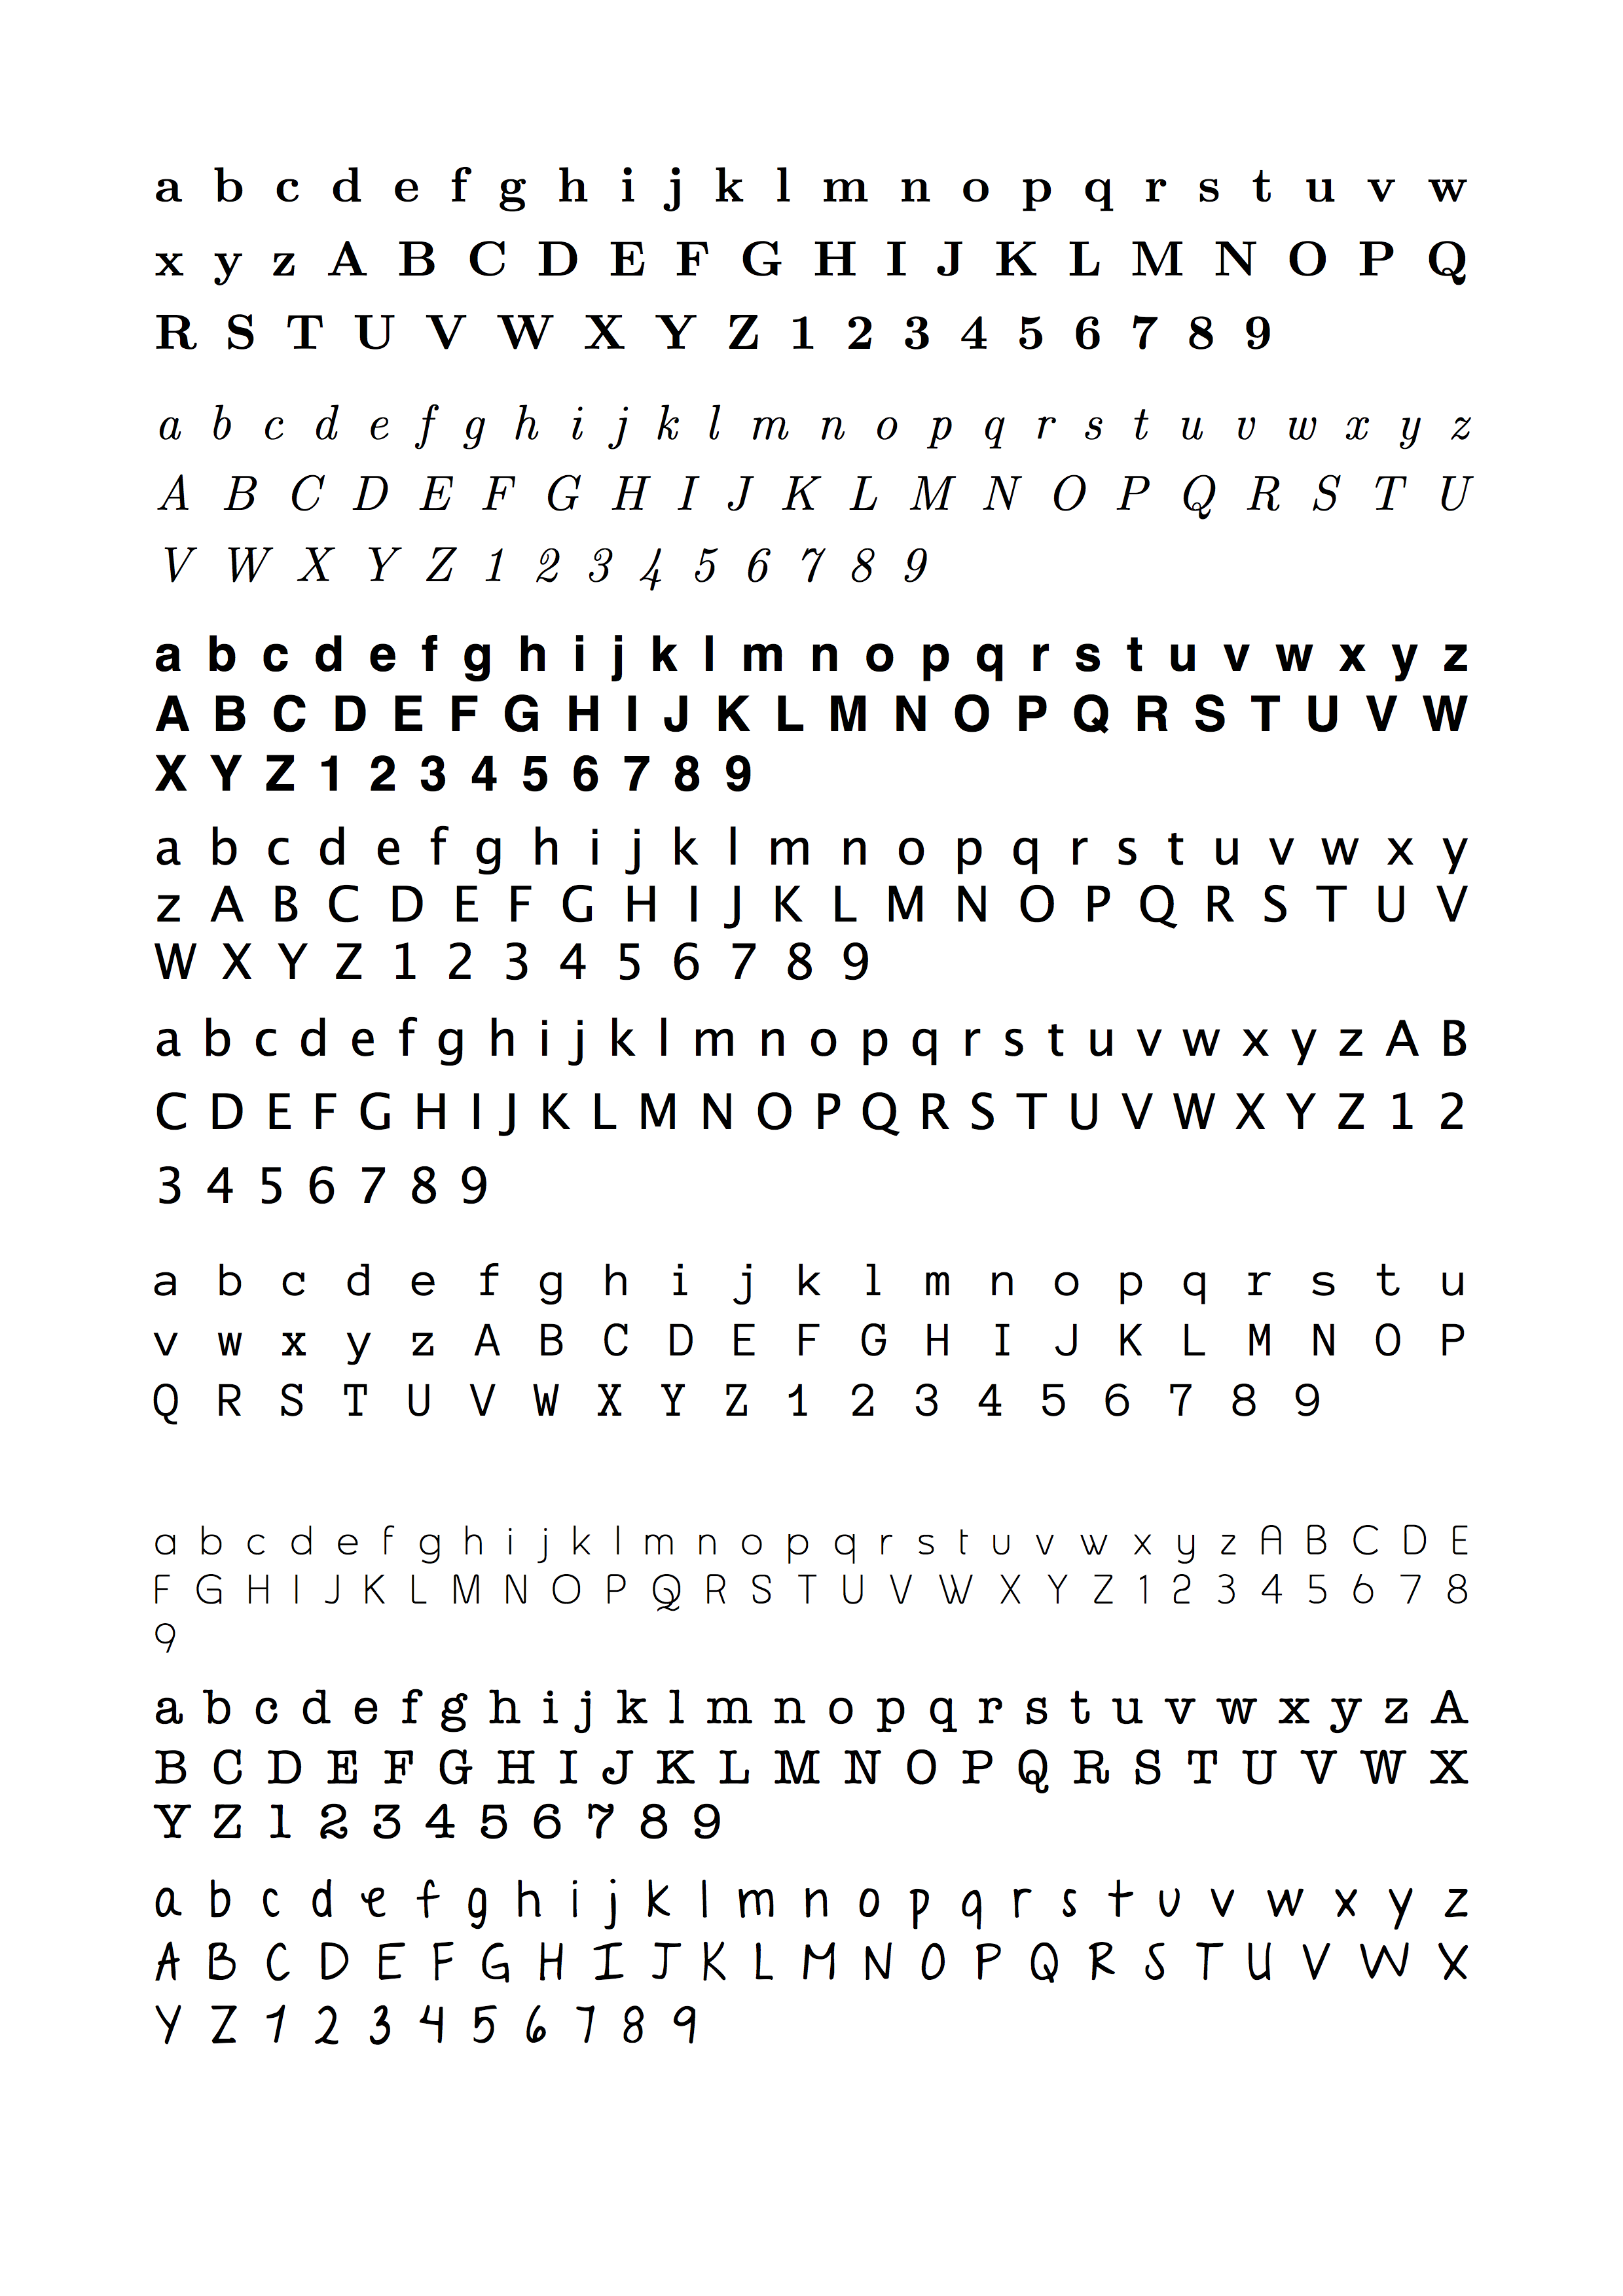 a b c d e f g h i j k l m n o p q r s t u v w
x y z A B C D E F G H I J K L M N O P Q
R S T U V W X Y Z 1 2 3 4 5 6 7 8 9
a b c d e f g h i j k l m n o p q r s t u v w x y z
A B C D E F G H I J K L M N O P Q R S T U
V W X Y Z 1 2 3 4 5 6 7 8 9
a b c d e f g h i j k l m n o p q r s t u v w x y z
A B C D E F G H I J K L M N O P Q R S T U V W
X Y Z 1 2 3 4 5 6 7 8 9
a b c d e f g h i j k l m n o p q r s t u v w x y
z A B C D E F G H I J K L M N O P Q R S T U V
W X Y Z 1 2 3 4 5 6 7 8 9
a b c d e f g h i j k l m n o p q r s t u v w x y z A B
C D E F G H I J K L M N O P Q R S T U V W X Y Z 1 2
3 4 5 6 7 8 9
a b c d e f g h i j k l m n o p q r s t u
v w x y z A B C D E F G H I J K L M N O P
Q R S T U V W X Y Z 1 2 3 4 5 6 7 8 9
a b c d e f g h i j k l m n o p q r s t u v w x y z A B C D E
F G H I J K L M N O P Q R S T U V W X Y Z 1 2 3 4 5 6 7 8
9
a b c d e f g h i j k l m n o p q r s t u v w x y z A
B C D E F G H I J K L M N O P Q R S T U V W X
Y Z 1 2 3 4 5 6 7 8 9
a b c d e f g h i j k l m n o p q r s t u v w x y z
A B C D E F G H I J K L M N O P Q R S T U V W X
Y Z 1 2 3 4 5 6 7 8 9